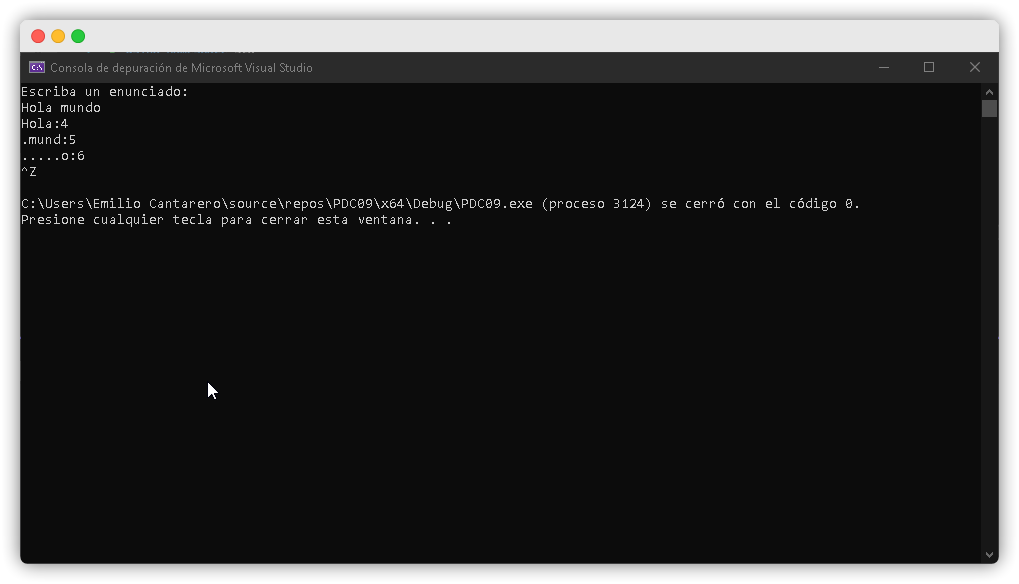 Consola de depuración de Microsoft Visual Studio
Escriba un enunciado:
Hola mundo
Hola:4
.mund:5
.....o:6
^Z
C:\Users\Emilio Cantarero\source\repos\PDC09\x64\Debug\PDC09.exe (proceso 3124) se cerró con el código 0.
Presione cualquier tecla para cerrar esta ventana. . .